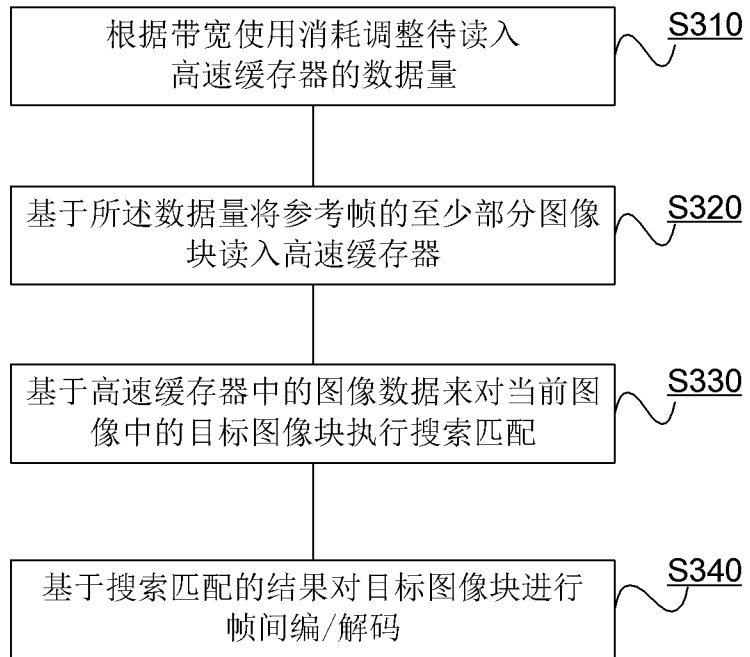 根据带宽使用消耗调整待读入
高速缓存器的数据量
S310
基于所述数据量将参考帧的至少部分图像
块读入高速缓存器
S320
基于高速缓存器中的图像数据来对当前图
像中的目标图像块执行搜索匹配
S330
基于搜索匹配的结果对目标图像块进行
帧间编/解码
S340